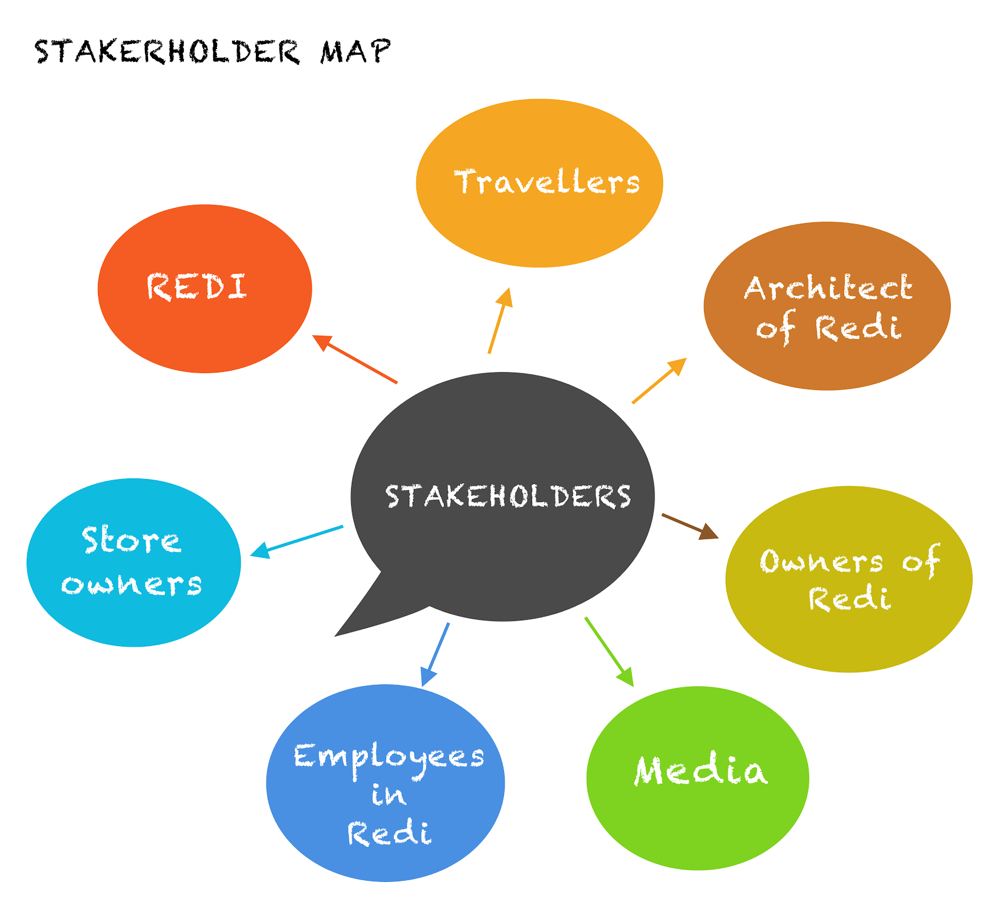 STAKERHOLDER MAP
Travellers
REDI
Architect
of Redi
STAKEHOLDERS
Store
owners
Owners of
Redi
Employees
in
Redi
Media